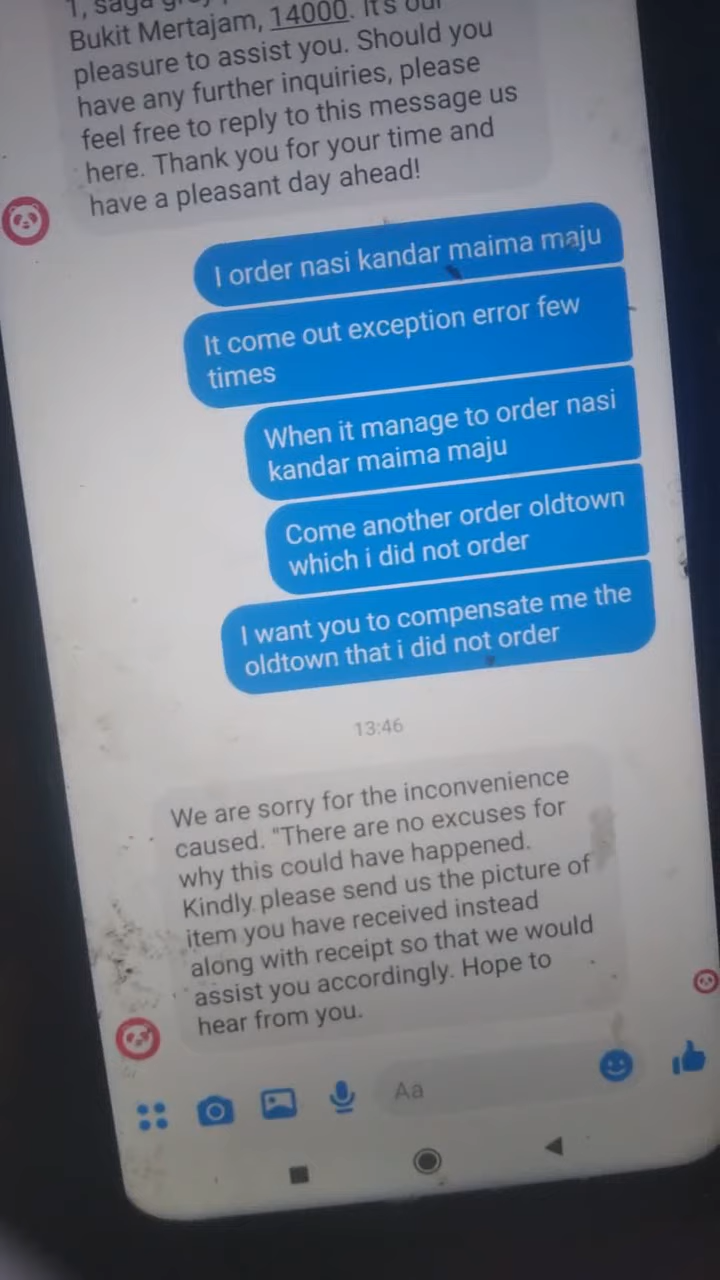 1, saya
Bukit Mertajam, 14000. It's our
pleasure to assist you. Should you
have any further inquiries, please
feel free to reply to this message us
here. Thank you for your time and
have a pleasant day ahead!
I order nasi kandar maima maju
It come out exception error few
times
When it manage to order nasi
kandar maima maju
Come another order oldtown
which i did not order
I want you to compensate me the
oldtown that i did not order
13:46
We are sorry for the inconvenience
caused. "There are no excuses for
why this could have happened.
Kindly please send us the picture of
item you have received instead
along with receipt so that we would
assist you accordingly. Hope to
hear from you.
Aa